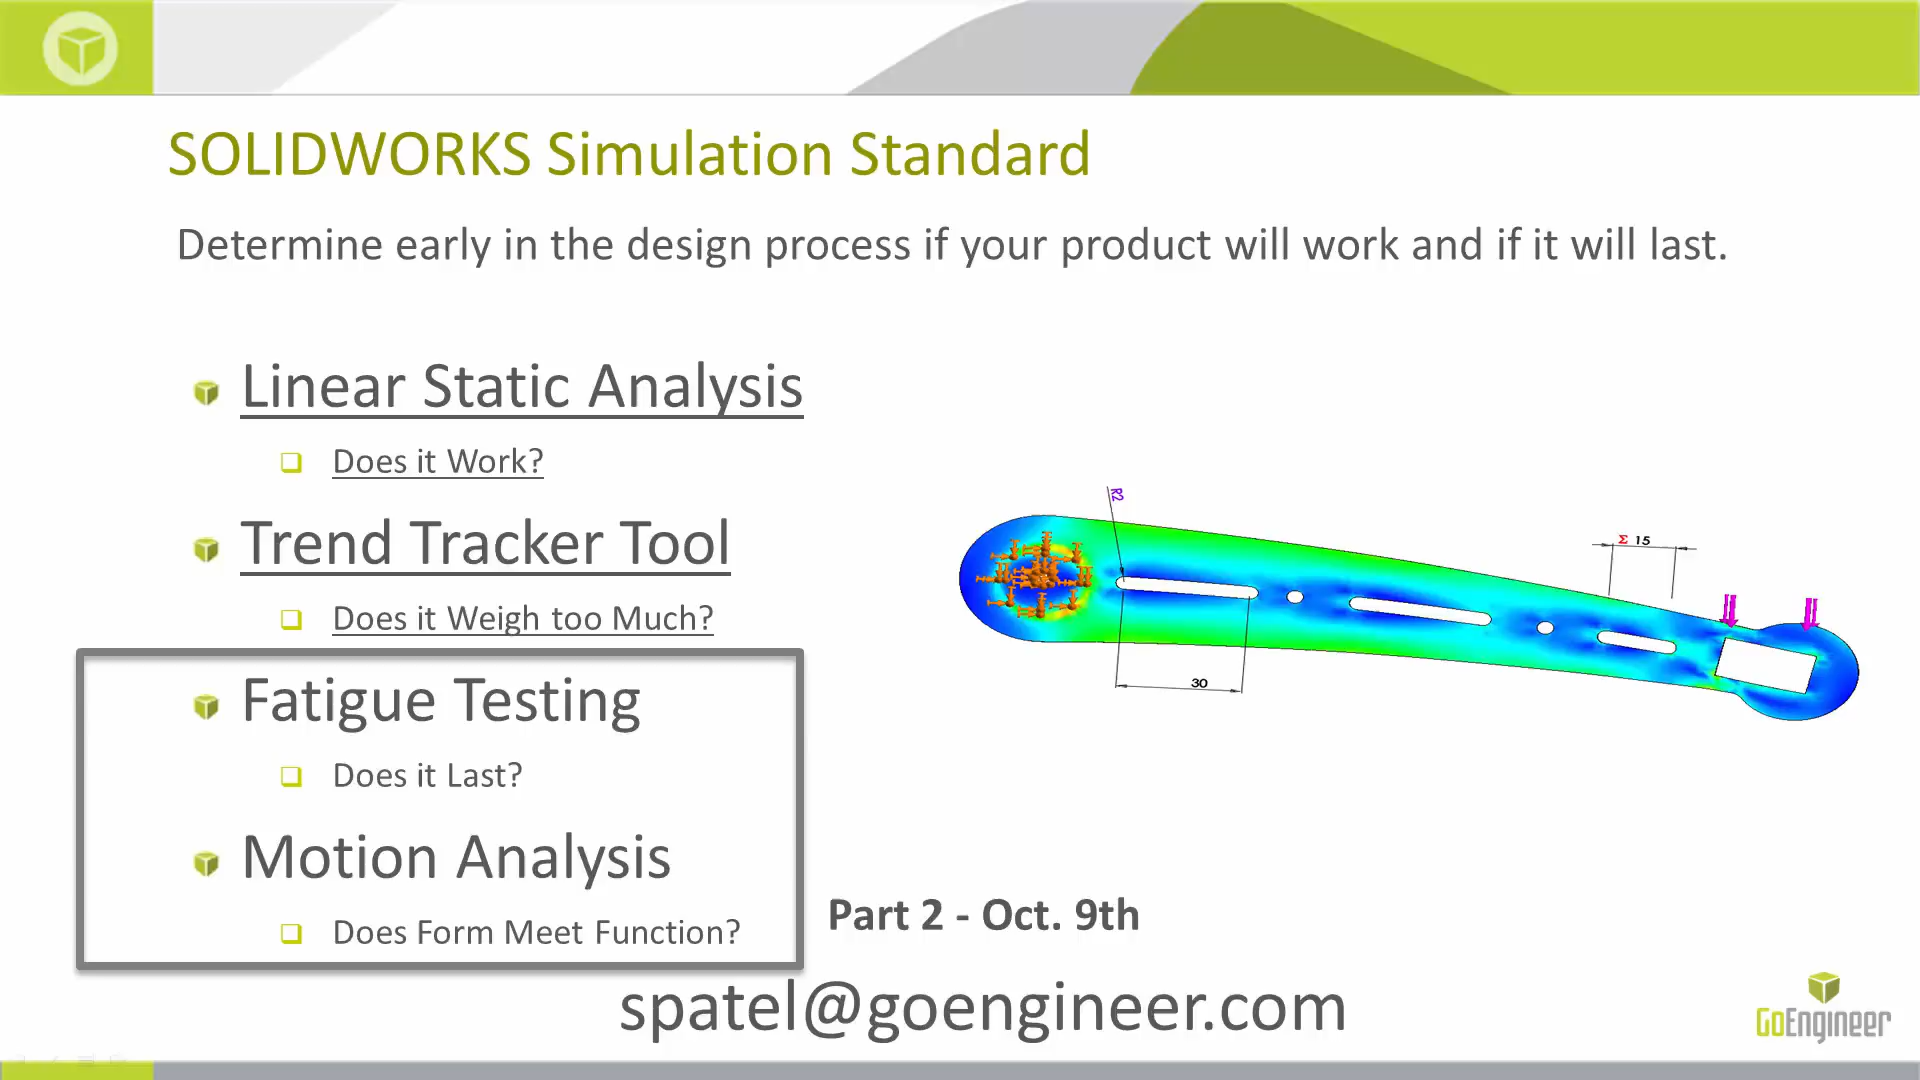 SOLIDWORKS Simulation Standard
Determine early in the design process if your product will work and if it will last.
Linear Static Analysis
Does it Work?
Trend Tracker Tool
Does it Weigh too Much?
Fatigue Testing
Does it Last?
Motion Analysis
Does Form Meet Function?
R2
Σ 15
30
Part 2 - Oct. 9th
spatel@goengineer.com
GoEngineer